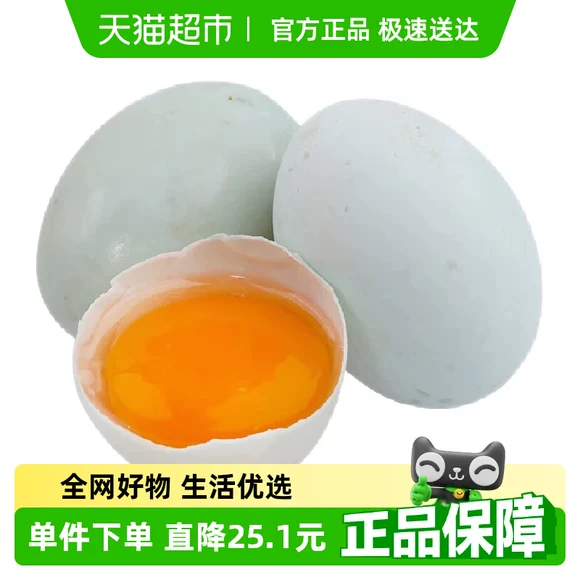 天猫超市 | 官方正品 极速送达
全网好物 生活优选
单件下单 直降25.1元
正品保障